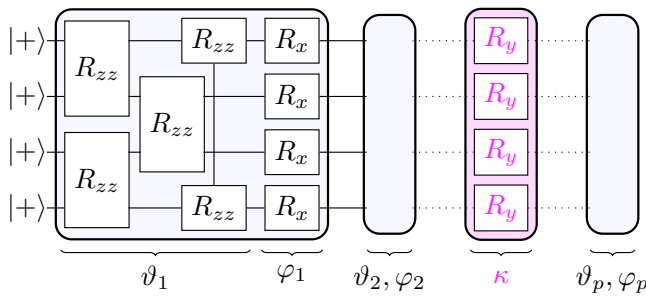 |+⟩ R_{zz} R_{zz} R_x R_y
|+⟩ R_{zz} R_x R_y
|+⟩ R_x R_y
|+⟩ R_{zz} R_{zz} R_x R_y
ϑ_1 φ_1 ϑ_2, φ_2 κ ϑ_p, φ_p